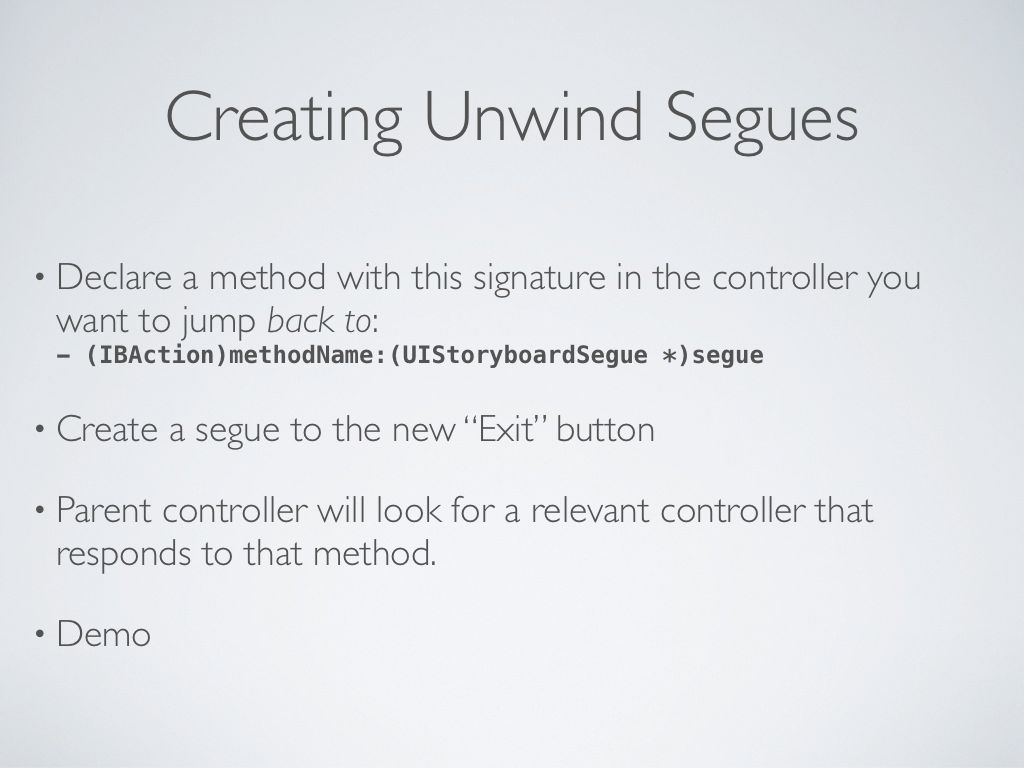 Creating Unwind Segues
• Declare a method with this signature in the controller you
want to jump back to:
- (IBAction)methodName:(UIStoryboardSegue *)segue
• Create a segue to the new “Exit” button
• Parent controller will look for a relevant controller that
responds to that method.
• Demo